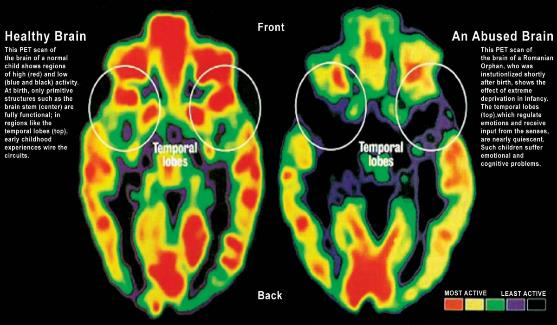 Healthy Brain
This PET scan of
the brain of a normal
child shows regions
of high (red) and low
(blue and black) activity.
At birth, only primitive
structures such as the
brain stem (center) are
fully functional; in
regions like the
temporal lobes (top),
early childhood
experiences wire the
circuits.
Front
An Abused Brain
This PET scan of
the brain of a Romanian
Orphan, who was
institutionlized shortly
after birth, shows the
effect of extreme
deprivation in infancy.
The temporal lobes
(top),which regulate
emotions and receive
input from the senses,
are nearly quiescent.
Such children suffer
emotional and
cognitive problems.
Temporal
lobes
Temporal
lobes
Back
MOST ACTIVE LEAST ACTIVE